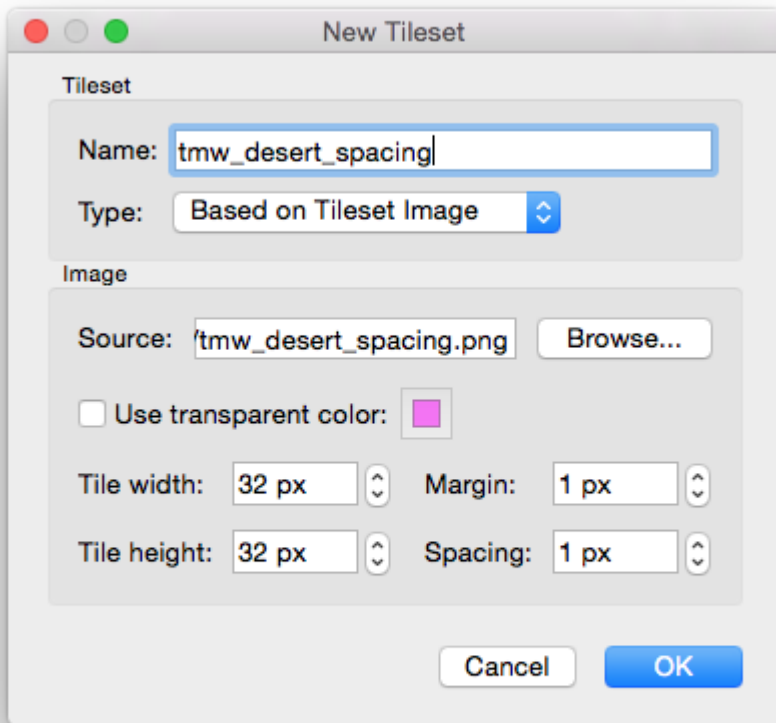 New Tileset
Tileset
Name: tmw_desert_spacing
Type: Based on Tileset Image
Image
Source: /tmw_desert_spacing.png Browse...
Use transparent color:
Tile width: 32 px Margin: 1 px
Tile height: 32 px Spacing: 1 px
Cancel OK